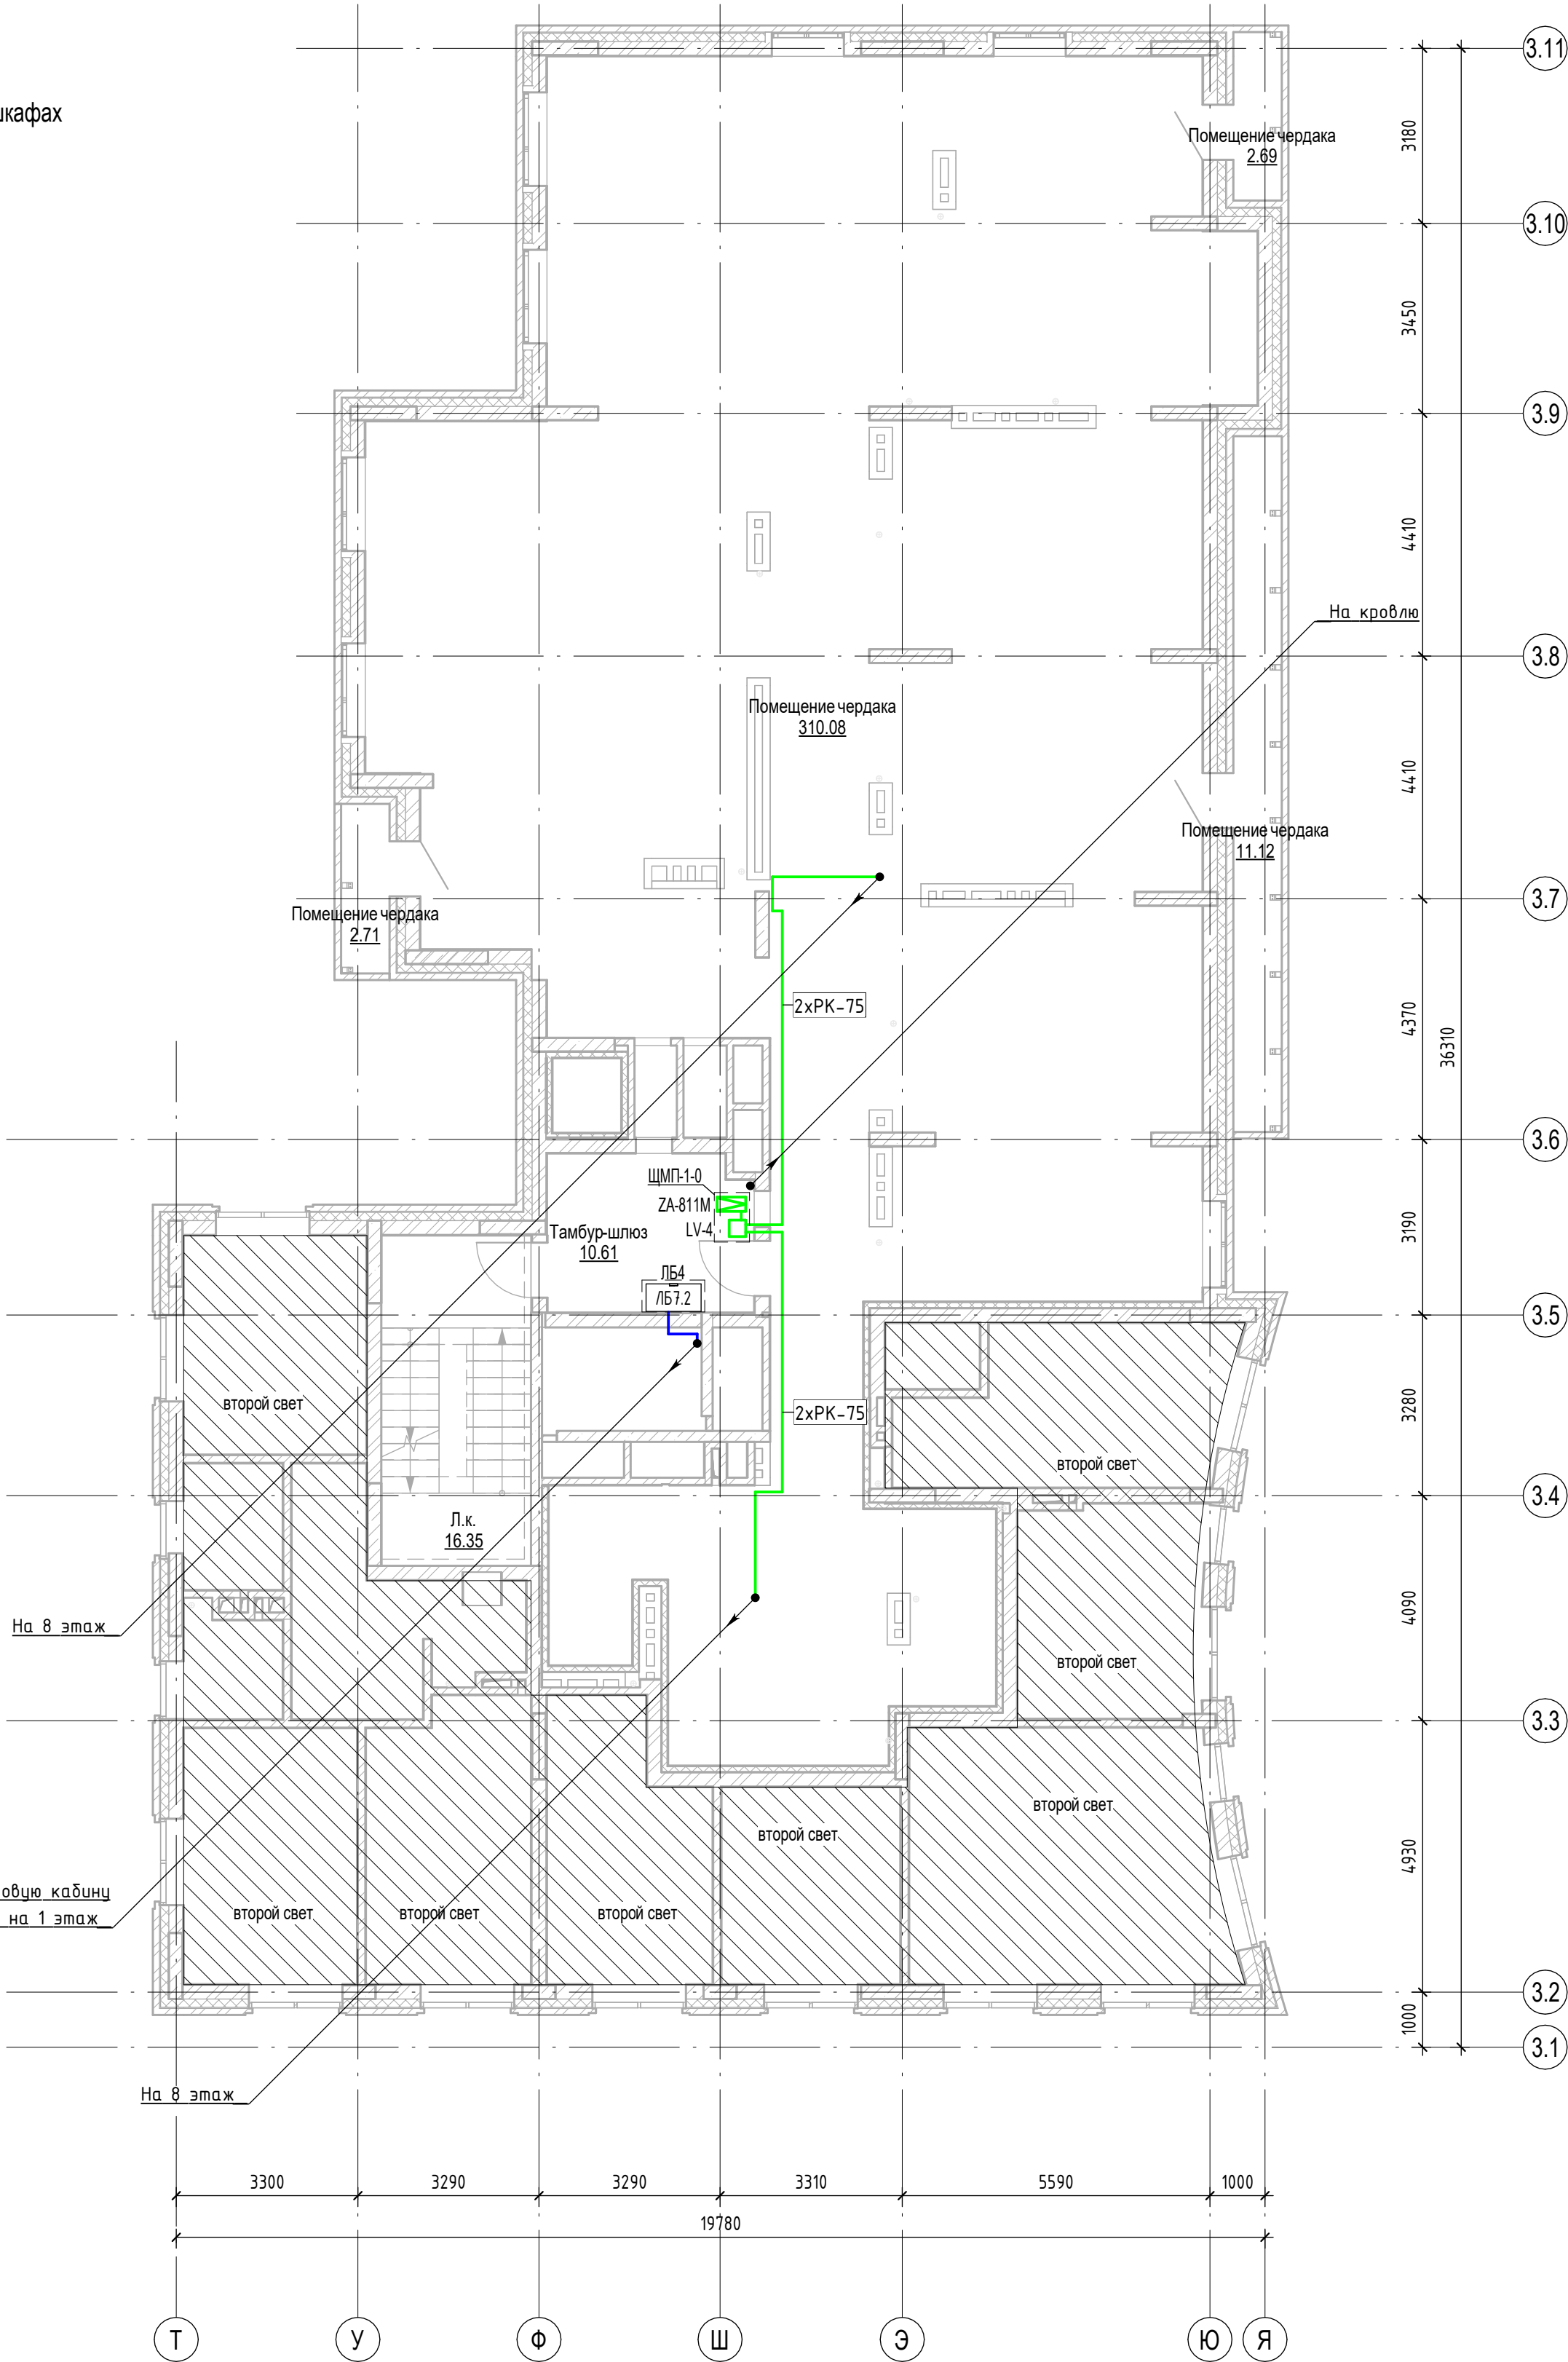 3.11
шкафах
3180
Помещение чердака
2.69
3.10
3450
3.9
4410
На кровлю
3.8
Помещение чердака
310.08
4410
Помещение чердака
11.12
3.7
Помещение чердака
2.71
2хРК-75
4370
36310
3.6
ЩМП-1-0
ZA-811М
LV-4
Тамбур-шлюз
10.61
3190
ЛБ4
ЛБ7.2
3.5
второй свет
2хРК-75
3280
второй свет
3.4
Л.к.
16.35
4090
На 8 этаж
второй свет
3.3
второй свет
второй свет
4930
овую кабину
на 1 этаж
второй свет
второй свет
второй свет
3.2
1000
3.1
На 8 этаж
3300
3290
3290
3310
5590
1000
19780
Т
У
Ф
Ш
Э
Ю
Я